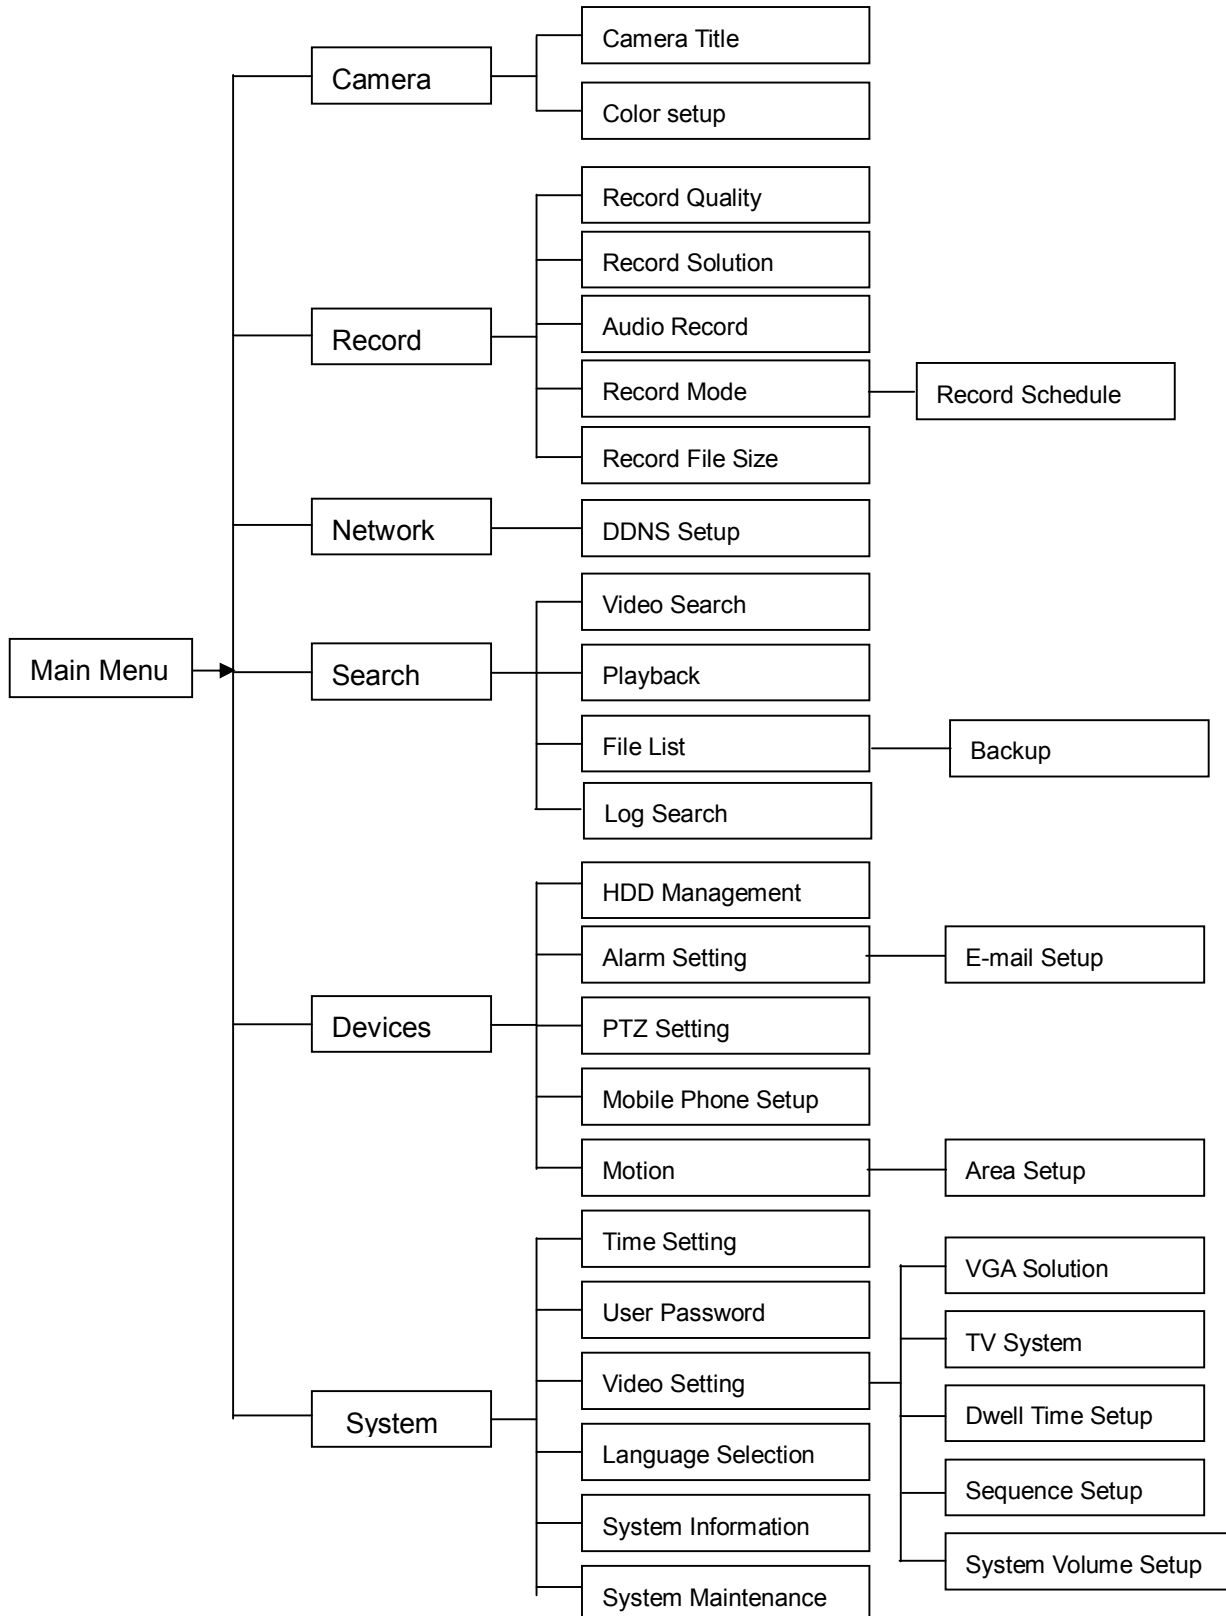 Main Menu
Camera
Camera Title
Color setup
Record
Record Quality
Record Solution
Audio Record
Record Mode
Record Schedule
Record File Size
Network
DDNS Setup
Search
Video Search
Playback
File List
Backup
Log Search
Devices
HDD Management
Alarm Setting
E-mail Setup
PTZ Setting
Mobile Phone Setup
Motion
Area Setup
System
Time Setting
User Password
Video Setting
VGA Solution
TV System
Dwell Time Setup
Sequence Setup
System Volume Setup
Language Selection
System Information
System Maintenance